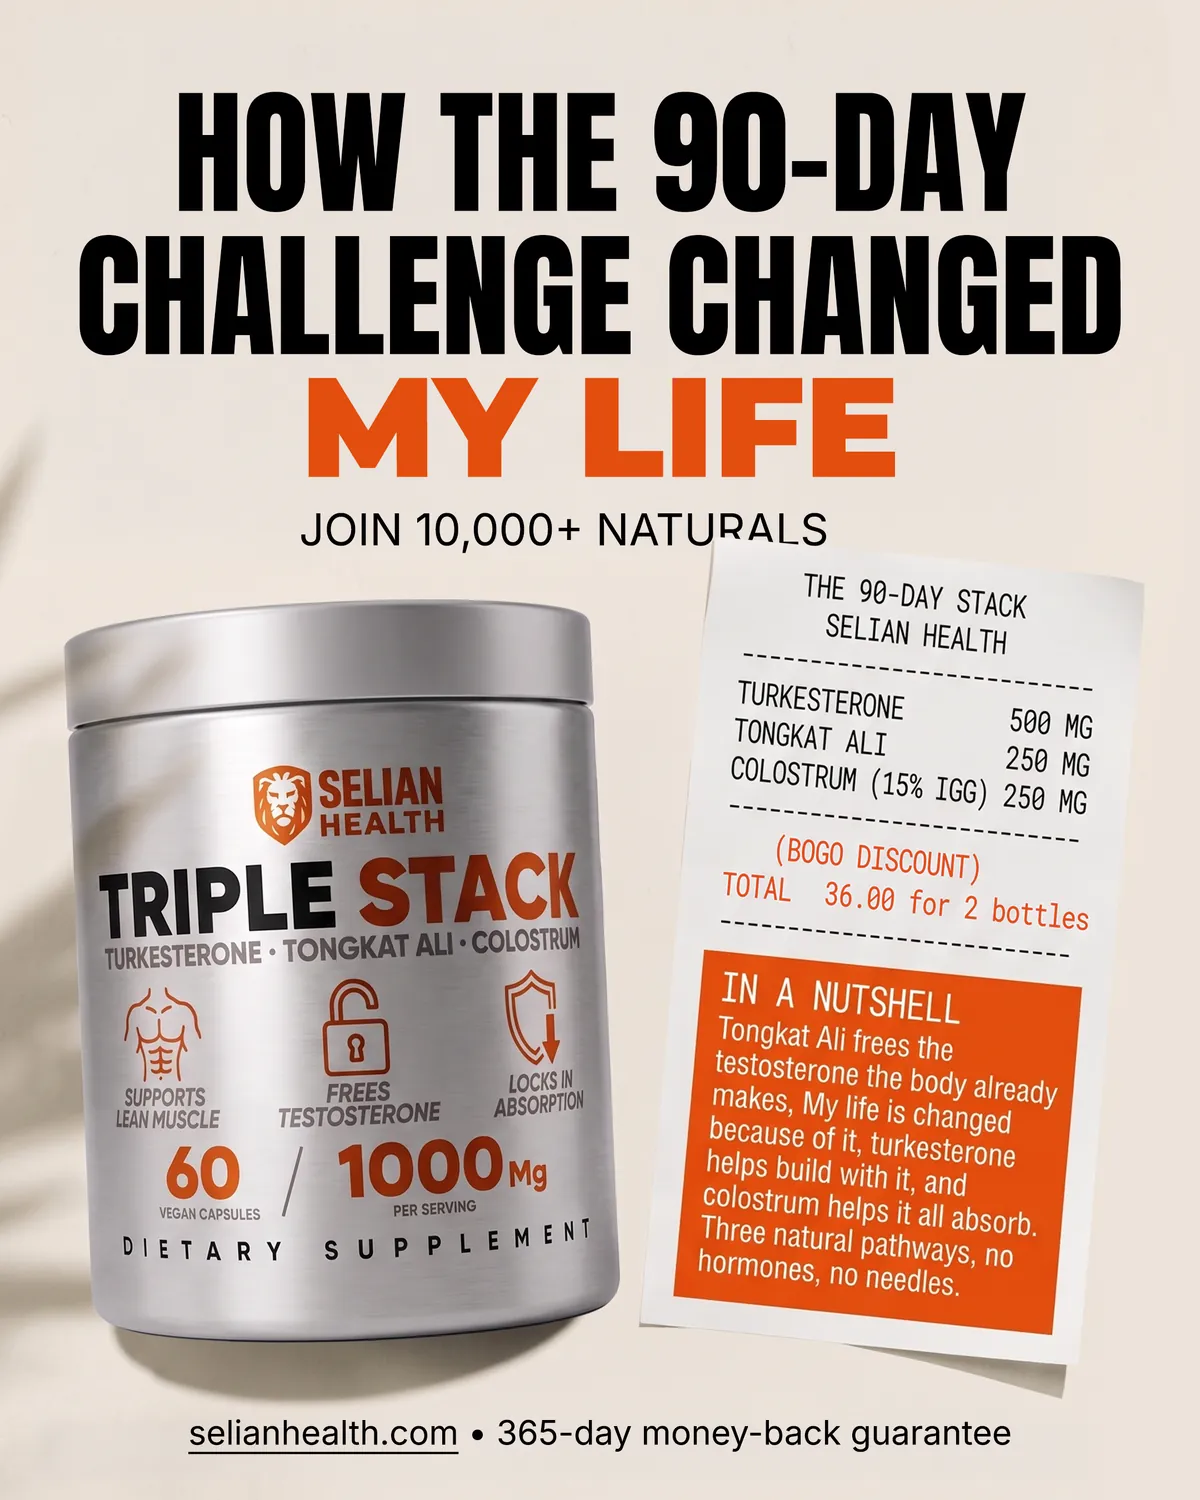 HOW THE 90-DAY
CHALLENGE CHANGED
MY LIFE
JOIN 10,000+ NATURALS
SELIAN
HEALTH
TRIPLE STACK
TURKESTERONE • TONGKAT ALI • COLOSTRUM
SUPPORTS
LEAN MUSCLE
FREES
TESTOSTERONE
LOCKS IN
ABSORPTION
60
VEGAN CAPSULES
/
1000 Mg
PER SERVING
DIETARY SUPPLEMENT
THE 90-DAY STACK
SELIAN HEALTH
TURKESTERONE 500 MG
TONGKAT ALI 250 MG
COLOSTRUM (15% IGG) 250 MG
(BOGO DISCOUNT)
TOTAL 36.00 for 2 bottles
IN A NUTSHELL
Tongkat Ali frees the
testosterone the body already
makes, My life is changed
because of it, turkesterone
helps build with it, and
colostrum helps it all absorb.
Three natural pathways, no
hormones, no needles.
selianhealth.com • 365-day money-back guarantee